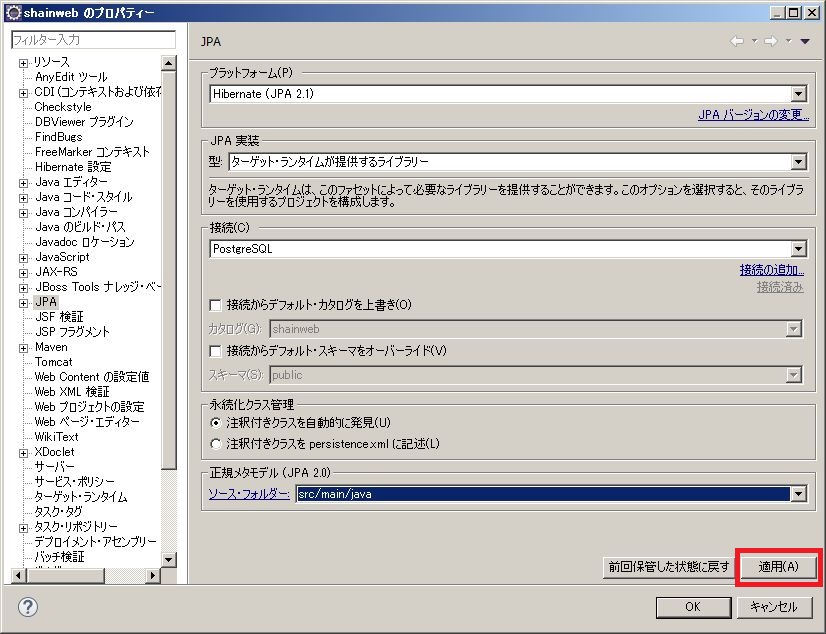 shainweb のプロパティー
フィルター入力
リソース
AnyEdit ツール
CDI (コンテキストおよび依存
Checkstyle
DBViewer プラグイン
FindBugs
FreeMarker コンテキスト
Hibernate 設定
Java エディター
Java コード・スタイル
Java コンパイラー
Java のビルド・パス
Javadoc ロケーション
JavaScript
JAX-RS
JBoss Tools ナレッジ・ベー
JPA
JSF 検証
JSP フラグメント
Maven
Tomcat
Web Content の設定値
Web XML 検証
Web プロジェクトの設定
Web ページ・エディター
WikiText
XDoclet
サーバー
サービス・ポリシー
ターゲット・ランタイム
タスク・タグ
タスク・リポジトリー
デプロイメント・アセンブリー
バッチ検証
JPA
プラットフォーム(P)
Hibernate (JPA 2.1)
JPA バージョンの変更...
JPA 実装
型: ターゲット・ランタイムが提供するライブラリー
ターゲット・ランタイムは、このファセットによって必要なライブラリーを提供することができます。このオプションを選択すると、そのライブラ
リーを使用するプロジェクトを構成します。
接続(C)
PostgreSQL
接続の追加...
接続済み
接続からデフォルト・カタログを上書き(O)
カタログ(G): shainweb
接続からデフォルト・スキーマをオーバーライド(V)
スキーマ(S): public
永続化クラス管理
注釈付きクラスを自動的に発見(U)
注釈付きクラスを persistence.xml に記述(L)
正規メタモデル (JPA 2.0)
ソース・フォルダー: src/main/java
前回保管した状態に戻す
適用(A)
?
OK
キャンセル